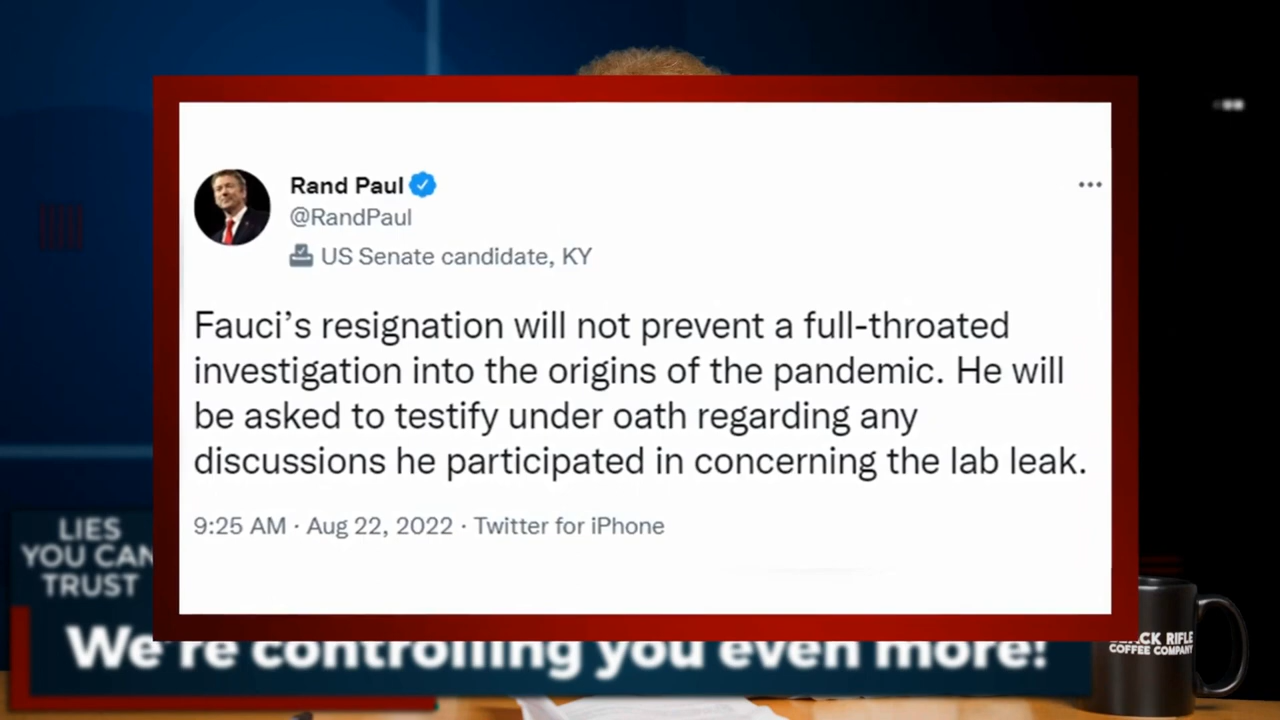 Rand Paul
@RandPaul
US Senate candidate, KY
Fauci’s resignation will not prevent a full-throated
investigation into the origins of the pandemic. He will
be asked to testify under oath regarding any
discussions he participated in concerning the lab leak.
9:25 AM · Aug 22, 2022 · Twitter for iPhone
LIES
YOU CAN
TRUST
We're controlling you even more!
BLACK RIFLE
COFFEE COMPANY